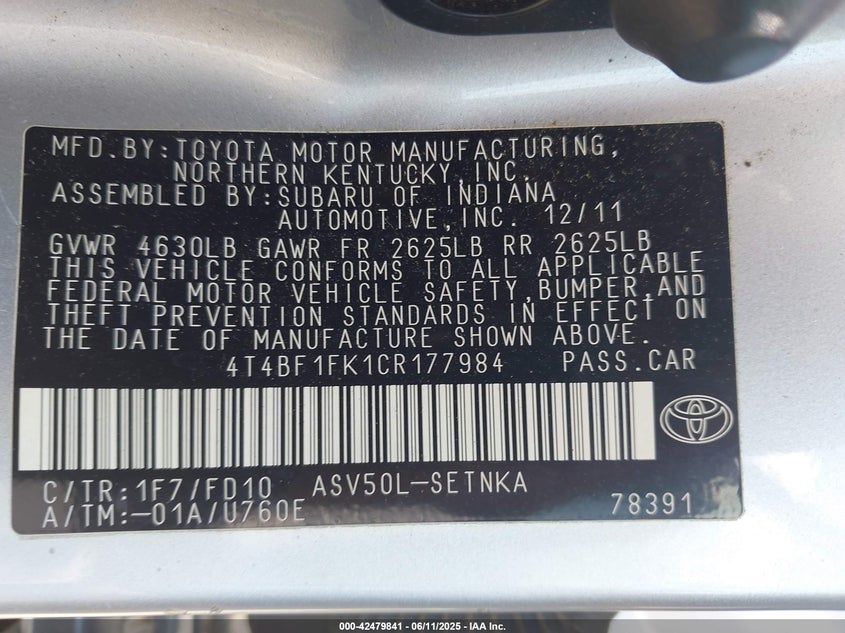 MFD.BY:TOYOTA MOTOR MANUFACTURING,
NORTHERN KENTUCKY,INC.
ASSEMBLED BY:SUBARU OF INDIANA
AUTOMOTIVE,INC. 12/11
GVWR 4630LB GAWR FR 2625LB RR 2625LB
THIS VEHICLE CONFORMS TO ALL APPLICABLE
FEDERAL MOTOR VEHICLE SAFETY,BUMPER,AND
THEFT PREVENTION STANDARDS IN EFFECT ON
THE DATE OF MANUFACTURE SHOWN ABOVE.
4T4BF1FK1CR177984 PASS.CAR
C/TR:1F7/FD10 ASV50L-SETNKA
A/TM:-01A/U760E 78391
000-42479841 - 06/11/2025 - IAA Inc.